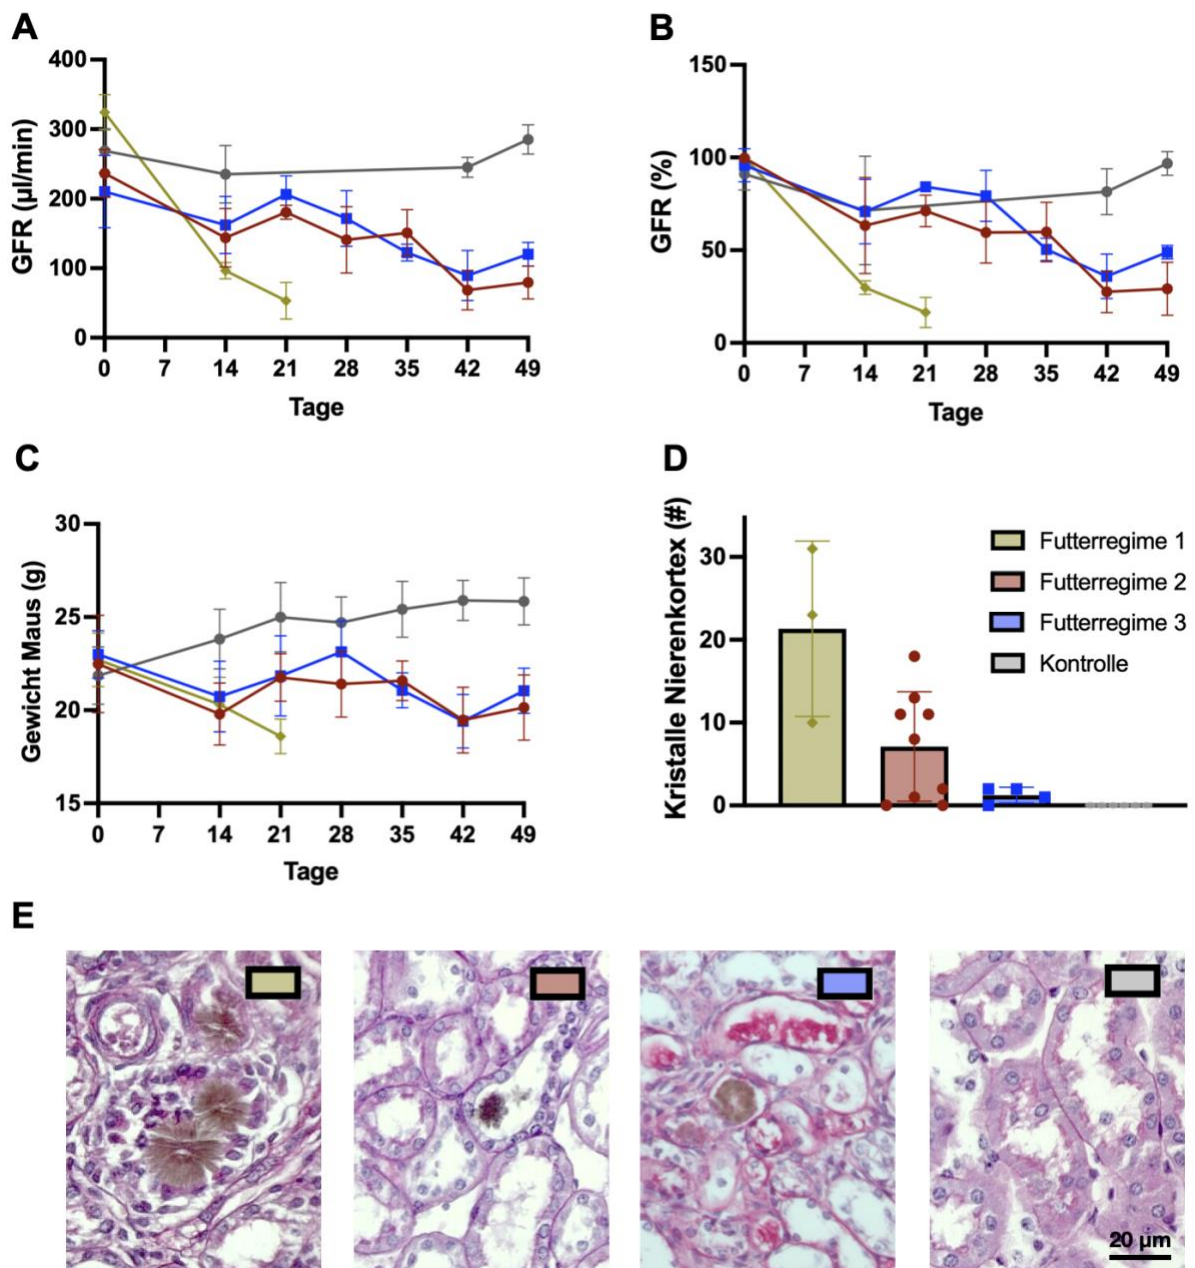 A
GFR (µl/min)
400
300
200
100
0
0 7 14 21 28 35 42 49
Tage
B
GFR (%)
150
100
50
0
0 7 14 21 28 35 42 49
Tage
C
Gewicht Maus (g)
30
25
20
15
0 7 14 21 28 35 42 49
Tage
D
Kristalle Nierenkortex (#)
30
20
10
0
Futterregime 1
Futterregime 2
Futterregime 3
Kontrolle
E
20 µm